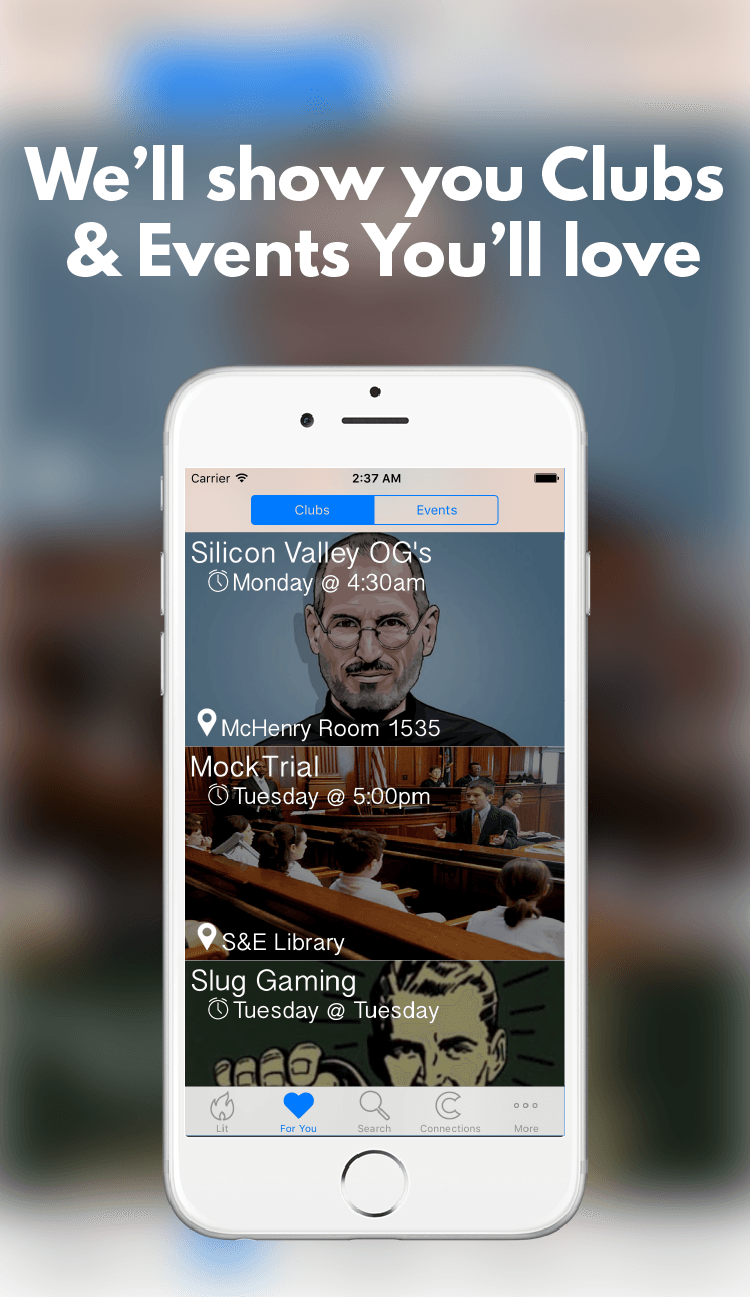 We'll show you Clubs
& Events You'll love
Carrier
2:37 AM
Clubs
Events
Silicon Valley OG's
Monday @ 4:30am
McHenry Room 1535
MockTrial
Tuesday @ 5:00pm
S&E Library
Slug Gaming
Tuesday @ Tuesday
Lit
For You
Search
Connections
More